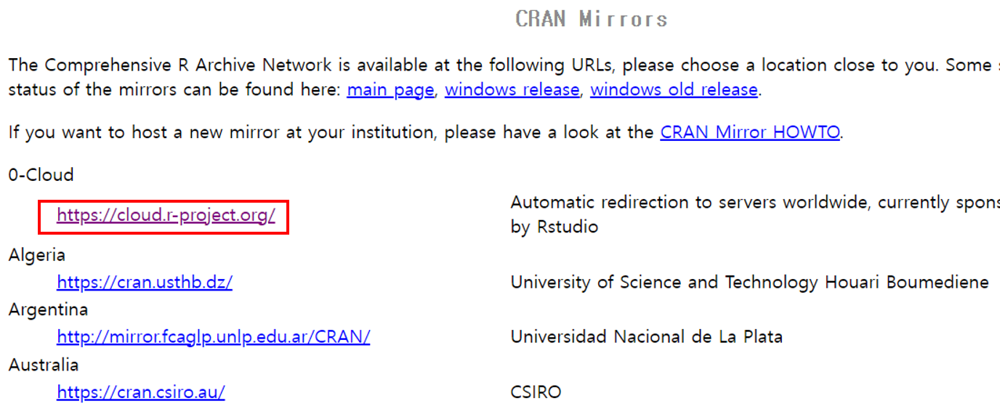 CRAN Mirrors
The Comprehensive R Archive Network is available at the following URLs, please choose a location close to you. Some
status of the mirrors can be found here: main page, windows release, windows old release.
If you want to host a new mirror at your institution, please have a look at the CRAN Mirror HOWTO.
0-Cloud
https://cloud.r-project.org/
Automatic redirection to servers worldwide, currently
by Rstudio
Algeria
https://cran.usthb.dz/
University of Science and Technology Houari Boumediene
Argentina
http://mirror.fcaglp.unlp.edu.ar/CRAN/
Universidad Nacional de La Plata
Australia
https://cran.csiro.au/
CSIRO